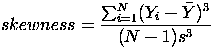 skewness = \frac{\sum_{i=1}^{N}(Y_i - \bar{Y})^3}{(N-1)s^3}